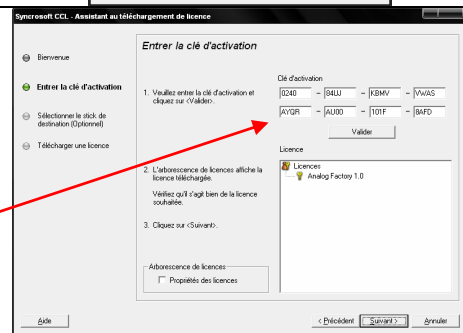 Syncrosoft CCL - Assistant au téléchargement de licence
Bienvenue
Entrer la clé d'activation
Sélectionner le stick de
destination (Optionnel)
Télécharger une licence
Entrer la clé d'activation
1. Veuillez entrer la clé d'activation et
cliquez sur <Valider>.
2. L'arborescence de licences affiche la
licence téléchargée.
Vérifiez qu'il s'agit bien de la licence
souhaitée.
3. Cliquez sur <Suivant>.
Arborescence de licences
Propriétés des licences
Clé d'activation
0240 - 84UJ - KBMV - VWAS
AYQR - AU00 - 101F - 8AFD
Valider
Licence
Licences
Analog Factory 1.0
Aide
< Précédent
Suivant >
Annuler